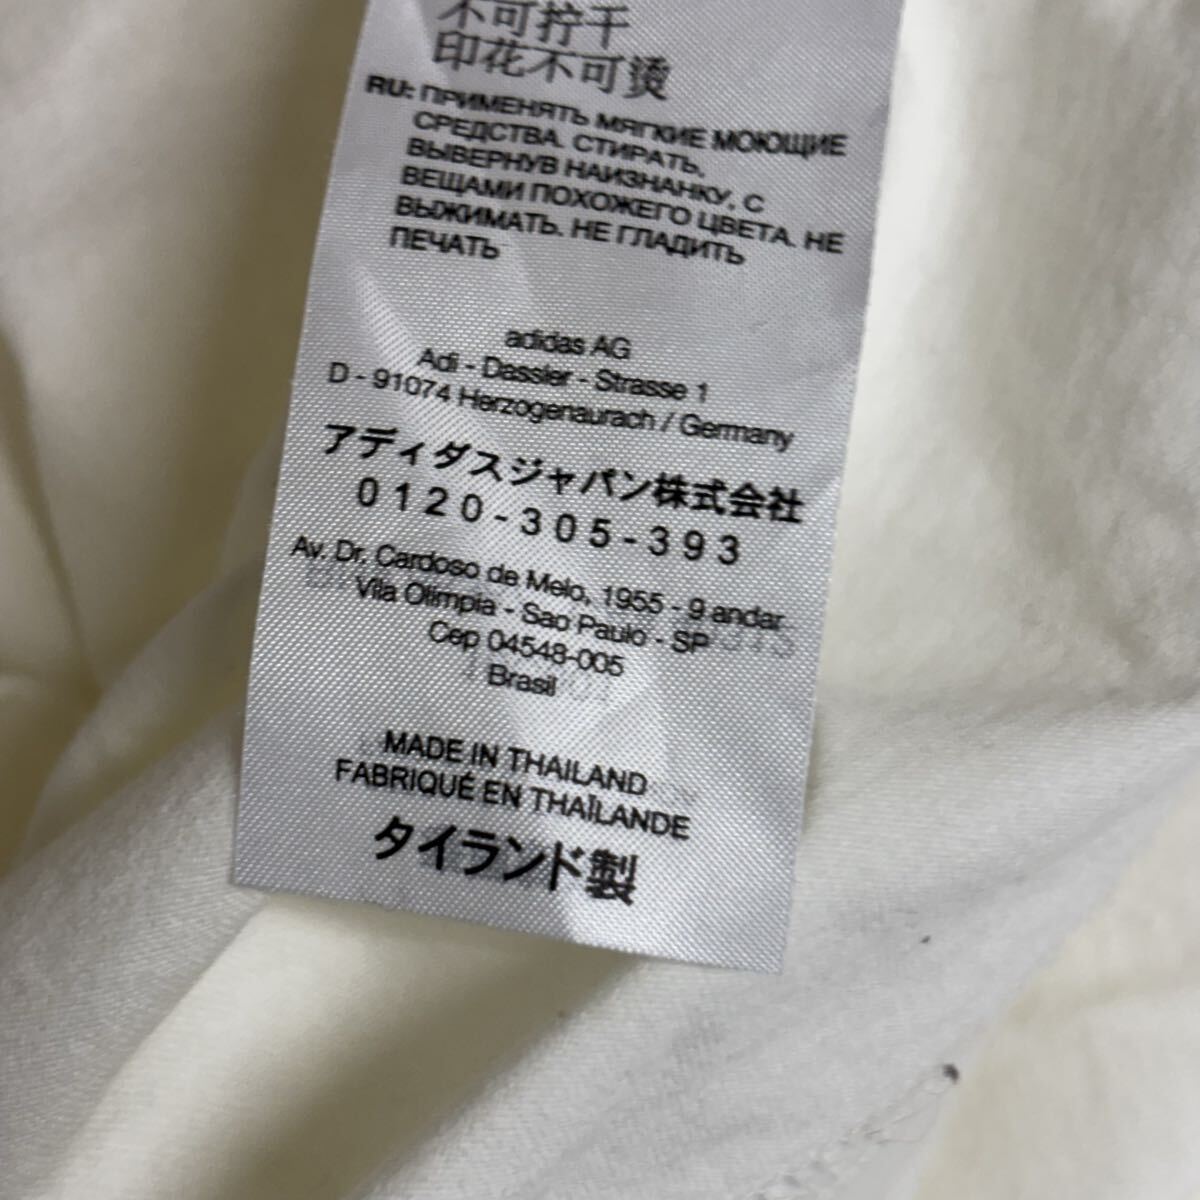 不可拧干
印花不可烫
RU: ПРИМЕНЯТЬ МЯГКИЕ МОЮЩИЕ
СРЕДСТВА. СТИРАТЬ,
ВЫВЕРНУВ НАИЗНАНКУ, С
ВЕЩАМИ ПОХОЖЕГО ЦВЕТА. НЕ
ВЫЖИМАТЬ. НЕ ГЛАДИТЬ
ПЕЧАТЬ
adidas AG
Adi - Dassler - Strasse 1
D - 91074 Herzogenaurach / Germany
アディダスジャパン株式会社
0120-305-393
Av. Dr. Cardoso de Melo, 1955 - 9 andar
Vila Olimpia - Sao Paulo - SP
Cep 04548-005
Brasil
MADE IN THAILAND
FABRIQUÉ EN THAÏLANDE
タイランド製